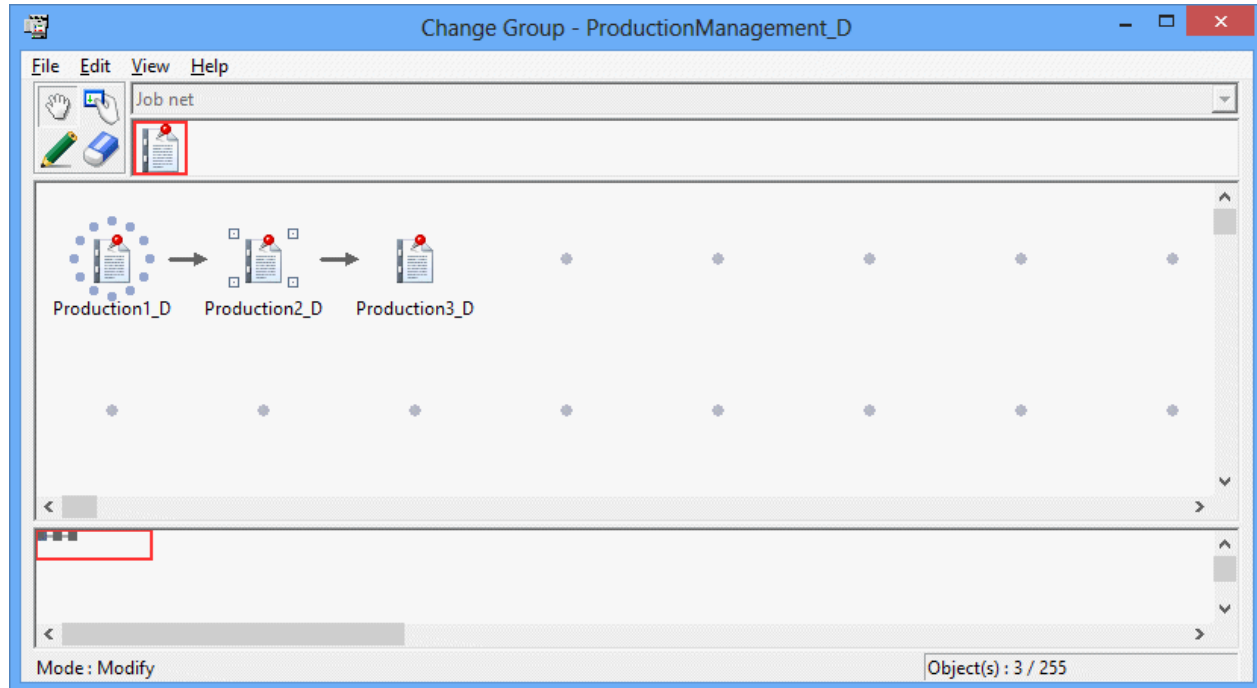 Change Group - ProductionManagement_D
File Edit View Help
Job net
Production1_D Production2_D Production3_D
Mode : Modify Object(s) : 3 / 255